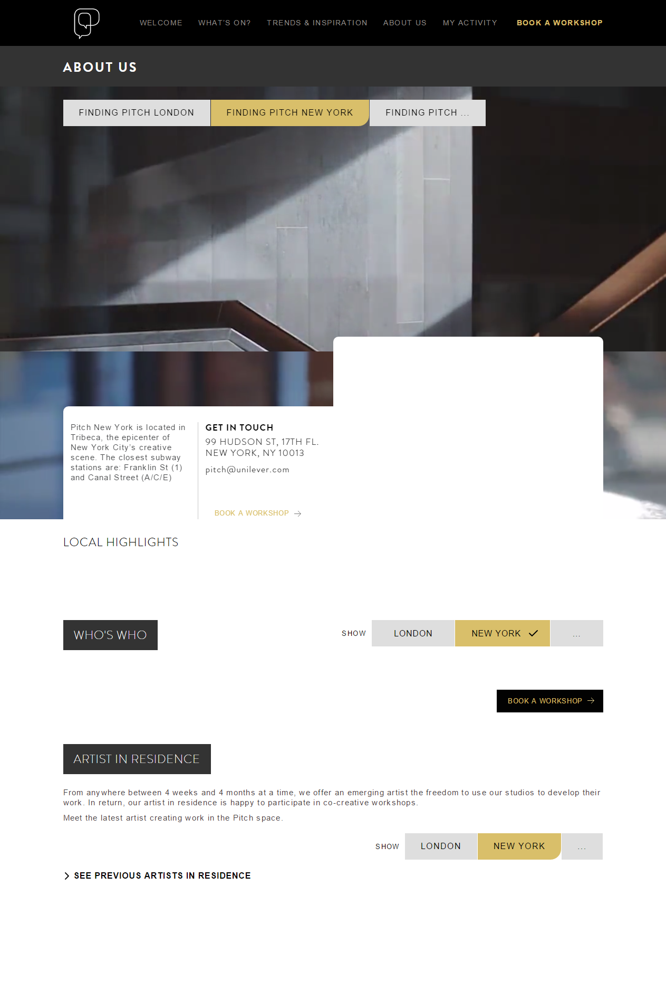 WELCOME
WHAT'S ON?
TRENDS & INSPIRATION
ABOUT US
MY ACTIVITY
BOOK A WORKSHOP
ABOUT US
FINDING PITCH LONDON
FINDING PITCH NEW YORK
FINDING PITCH ...
Pitch New York is located in
Tribeca, the epicenter of
New York City’s creative
scene. The closest subway
stations are: Franklin St (1)
and Canal Street (A/C/E)
GET IN TOUCH
99 HUDSON ST, 17TH FL.
NEW YORK, NY 10013
pitch@unilever.com
BOOK A WORKSHOP
LOCAL HIGHLIGHTS
WHO'S WHO
SHOW
LONDON
NEW YORK
...
BOOK A WORKSHOP
ARTIST IN RESIDENCE
From anywhere between 4 weeks and 4 months at a time, we offer an emerging artist the freedom to use our studios to develop their
work. In return, our artist in residence is happy to participate in co-creative workshops.
Meet the latest artist creating work in the Pitch space.
SHOW
LONDON
NEW YORK
...
SEE PREVIOUS ARTISTS IN RESIDENCE